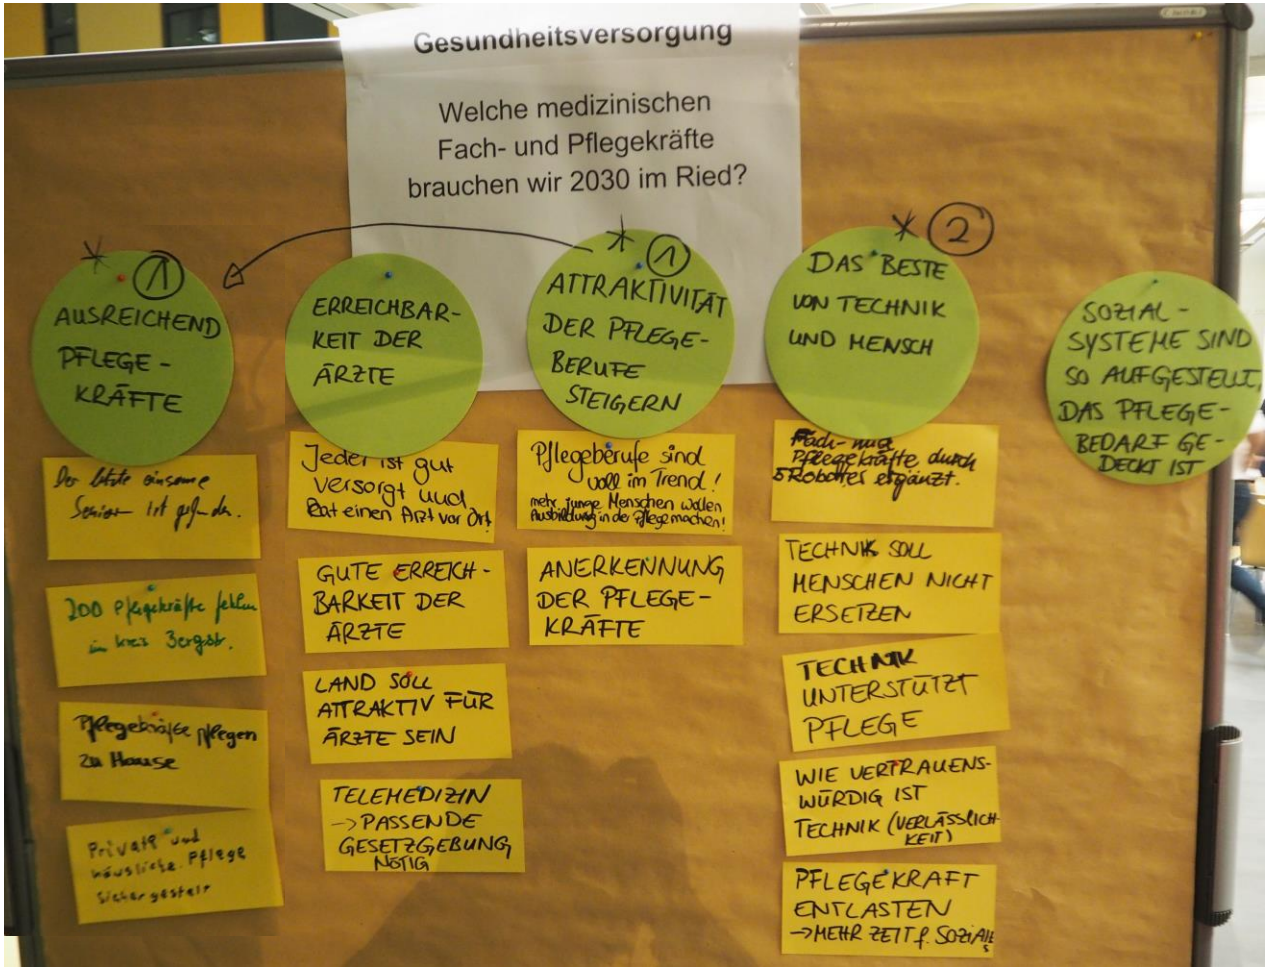 Gesundheitsversorgung
Welche medizinischen
Fach- und Pflegekräfte
brauchen wir 2030 im Ried?
1
AUSREICHEND
PFLEGE-
KRÄFTE
Der letzte einsame
Senior ist gefunden.
200 Pflegekräfte fehlen
im Kreis Bergstr.
Pflegekräfte pflegen
zu Hause
Private und
häusliche Pflege
sichergestellt
ERREICHBAR-
KEIT DER
ÄRZTE
Jeder ist gut
versorgt und
hat einen Arzt vor Ort
GUTE ERREICH-
BARKEIT DER
ÄRZTE
LAND SOLL
ATTRAKTIV FÜR
ÄRZTE SEIN
TELEMEDIZIN
→ PASSENDE
GESETZGEBUNG
NÖTIG
1
ATTRAKTIVITÄT
DER PFLEGE-
BERUFE
STEIGERN
Pflegeberufe sind
voll im Trend!
mehr junge Menschen wollen
Ausbildung in der Pflege machen!
ANERKENNUNG
DER PFLEGE-
KRÄFTE
2
DAS BESTE
VON TECHNIK
UND MENSCH
Fach- und
Pflegekräfte durch
Roboter ergänzt.
TECHNIK SOLL
MENSCHEN NICHT
ERSETZEN
TECHNIK
UNTERSTÜTZT
PFLEGE
WIE VERTRAUENS-
WÜRDIG IST
TECHNIK (VERLÄSSLICH-
KEIT)
PFLEGEKRAFT
ENTLASTEN
→ MEHR ZEIT f. SOZIALES
SOZIAL-
SYSTEME SIND
SO AUFGESTELLT,
DAS PFLEGE-
BEDARF GE-
DECKT IST